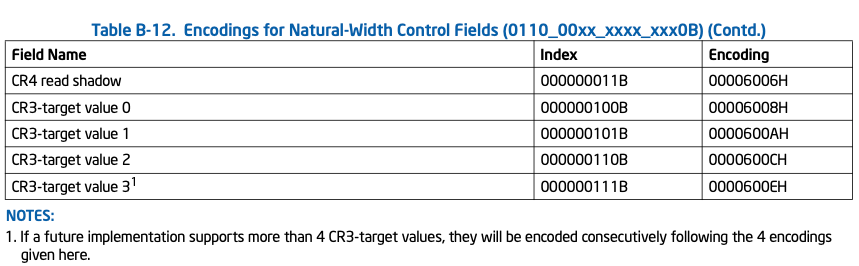 Table B-12. Encodings for Natural-Width Control Fields (0110_00xx_xxxx_xxx0B) (Contd.)
Field Name Index Encoding
CR4 read shadow 000000011B 00006006H
CR3-target value 0 000000100B 00006008H
CR3-target value 1 000000101B 0000600AH
CR3-target value 2 000000110B 0000600CH
CR3-target value 31 000000111B 0000600EH
NOTES:
1. If a future implementation supports more than 4 CR3-target values, they will be encoded consecutively following the 4 encodings
given here.